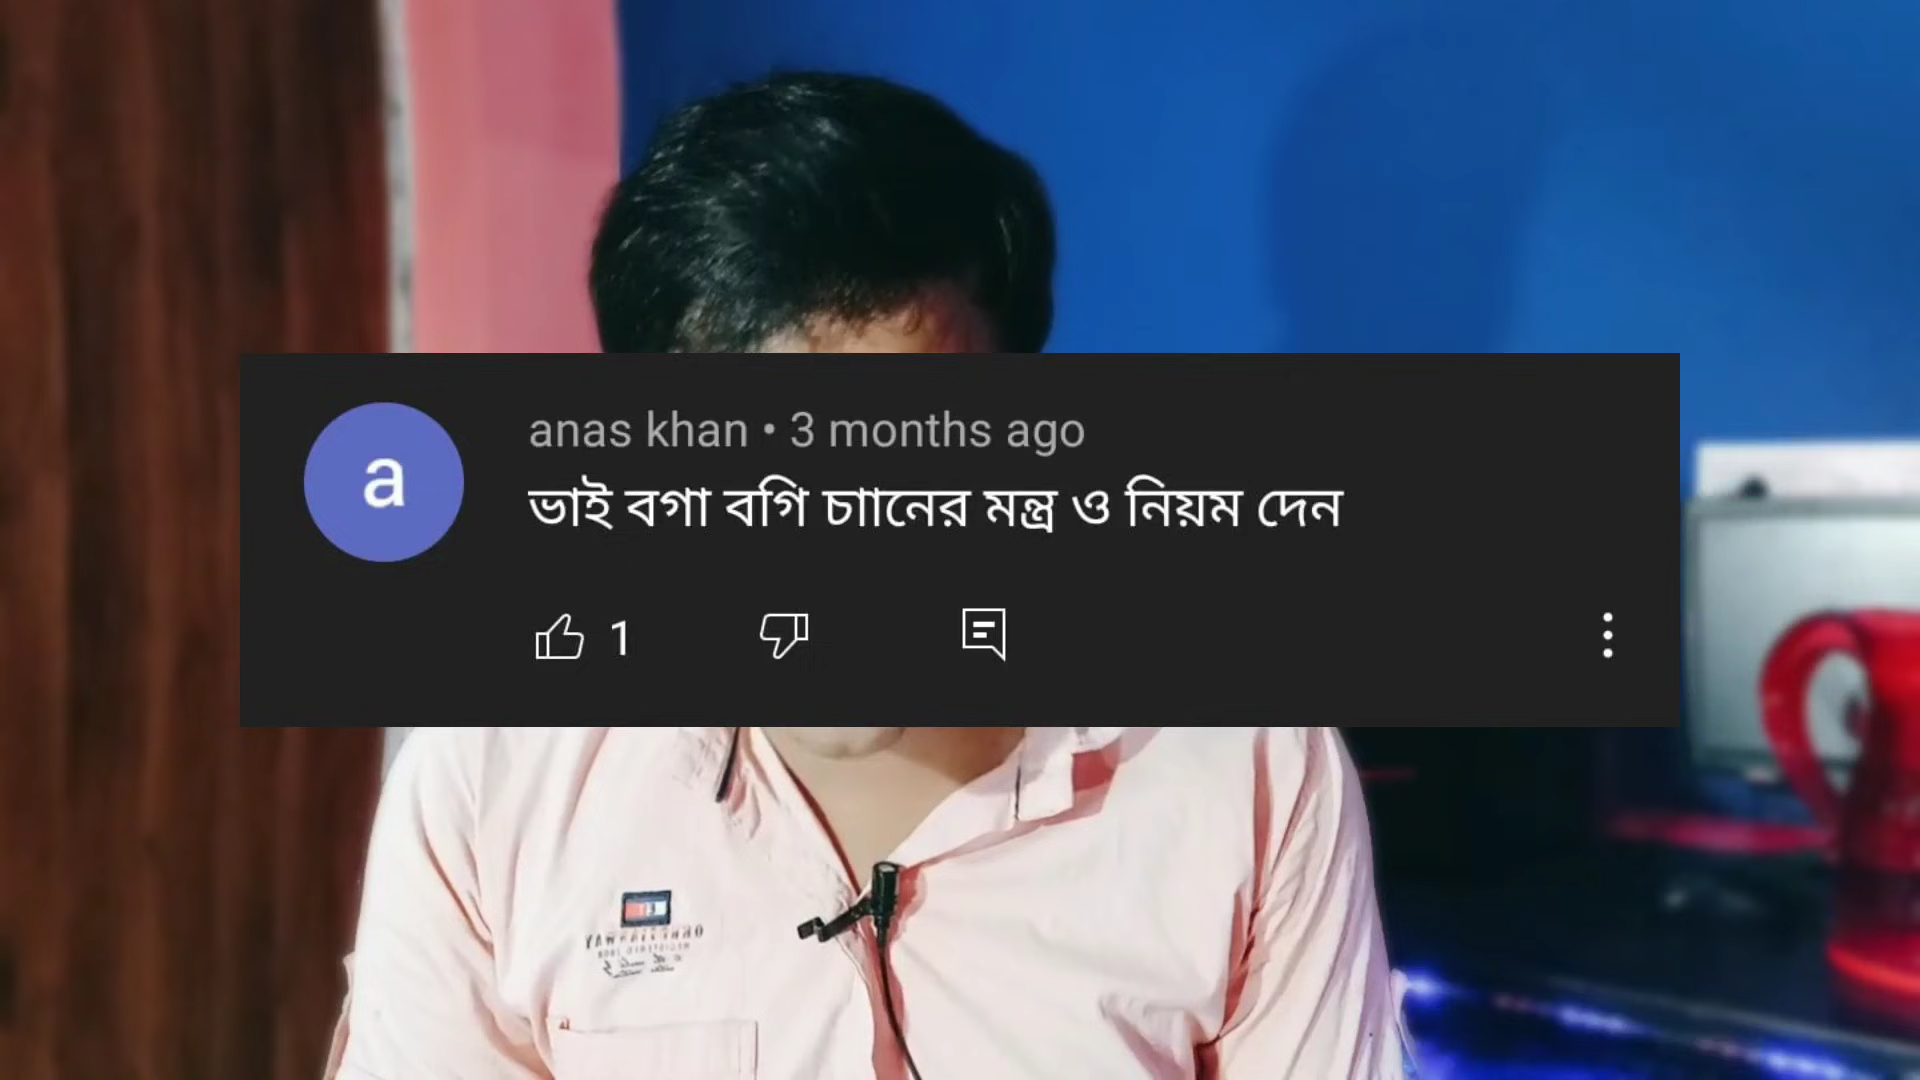 a
anas khan • 3 months ago
ভাই বগা বগি চাানের মন্ত্র ও নিয়ম দেন
1